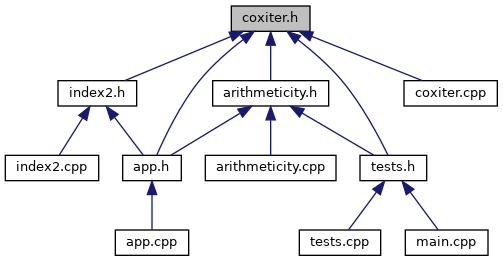 coxiter.h
index2.h
arithmeticity.h
coxiter.cpp
index2.cpp
app.h
arithmeticity.cpp
tests.h
app.cpp
tests.cpp
main.cpp